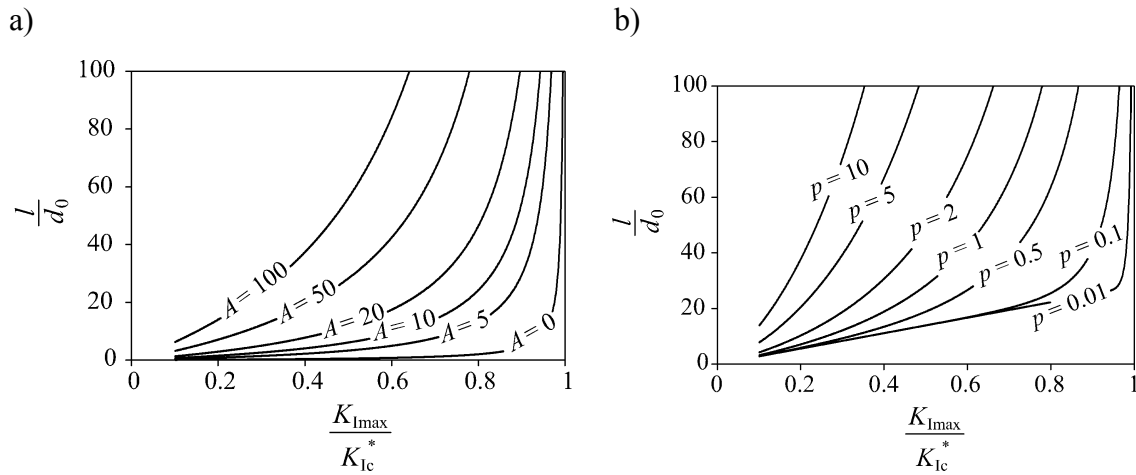 a)
100
80
60
40
20
0
l
d0
A = 100
A = 50
A = 20
A = 10
A = 5
A = 0
0 0.2 0.4 0.6 0.8 1
KImax
KIc*
b)
100
80
60
40
20
0
l
d0
p = 10
p = 5
p = 2
p = 1
p = 0.5
p = 0.1
p = 0.01
0 0.2 0.4 0.6 0.8 1
KImax
KIc*